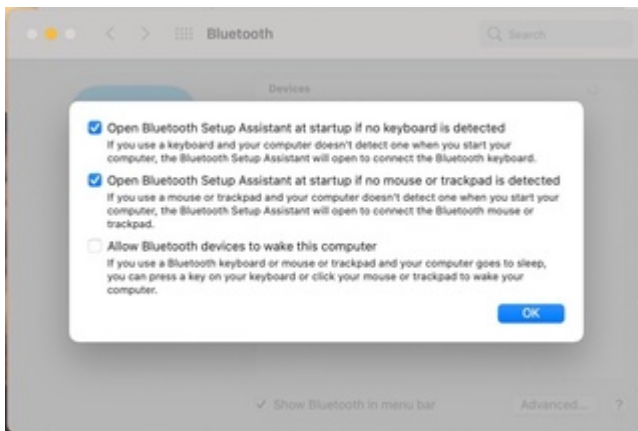 Bluetooth
Search
Devices
Open Bluetooth Setup Assistant at startup if no keyboard is detected
If you use a keyboard and your computer doesn't detect one when you start your
computer, the Bluetooth Setup Assistant will open to connect the Bluetooth keyboard.
Open Bluetooth Setup Assistant at startup if no mouse or trackpad is detected
If you use a mouse or trackpad and your computer doesn't detect one when you start your
computer, the Bluetooth Setup Assistant will open to connect the Bluetooth mouse or
trackpad.
Allow Bluetooth devices to wake this computer
If you use a Bluetooth keyboard or mouse or trackpad and your computer goes to sleep,
you can press a key on your keyboard or click your mouse or trackpad to wake your
computer.
OK
Show Bluetooth in menu bar
Advanced...
?